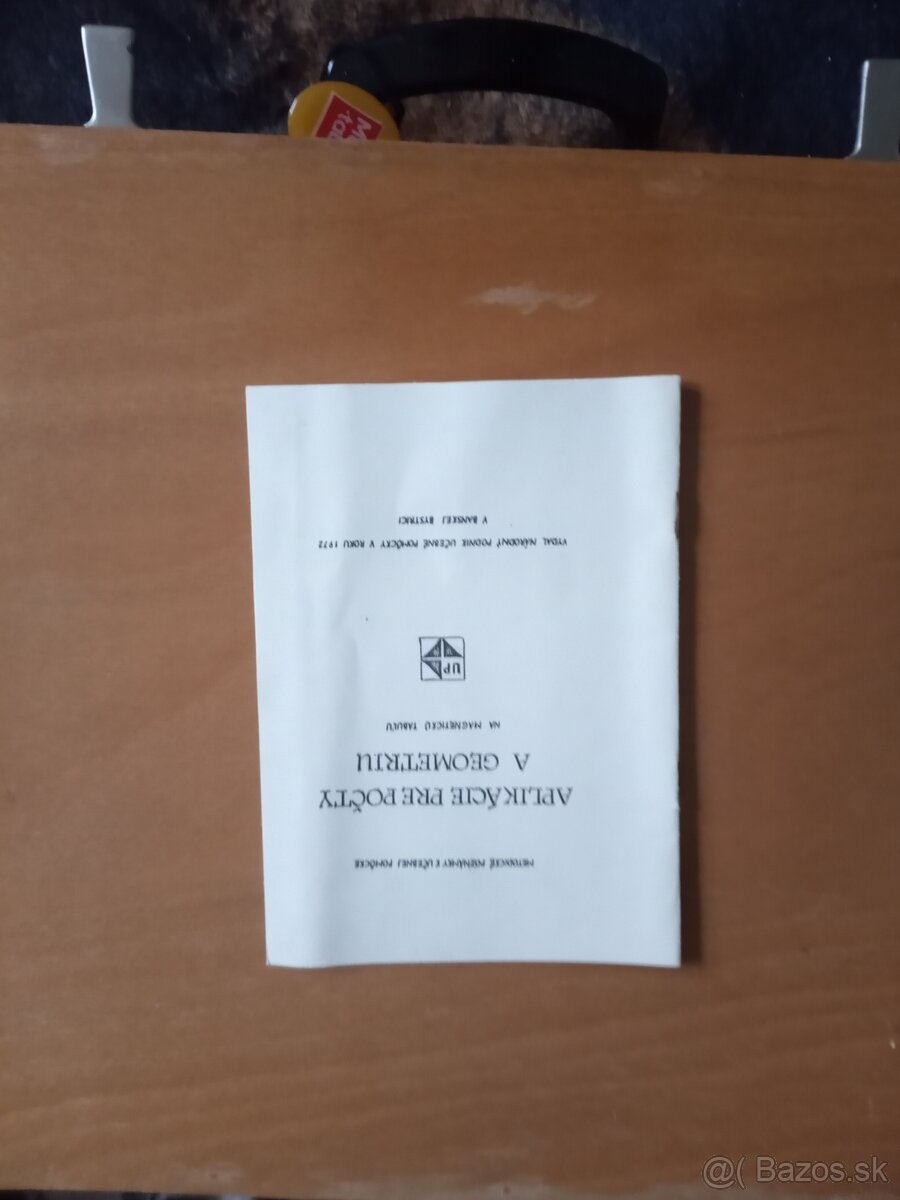 METODICKÉ POZNÁMKY K UČEBNEJ POMÔCKE
APLIKÁCIE PRE POČTY
A GEOMETRIU
NA MAGNETICKÚ TABUĽU
UP
VYDAL NÁRODNÝ PODNIK UČEBNÉ POMÔCKY V ROKU 1972
V BANSKEJ BYSTRICI
@( Bazos.sk